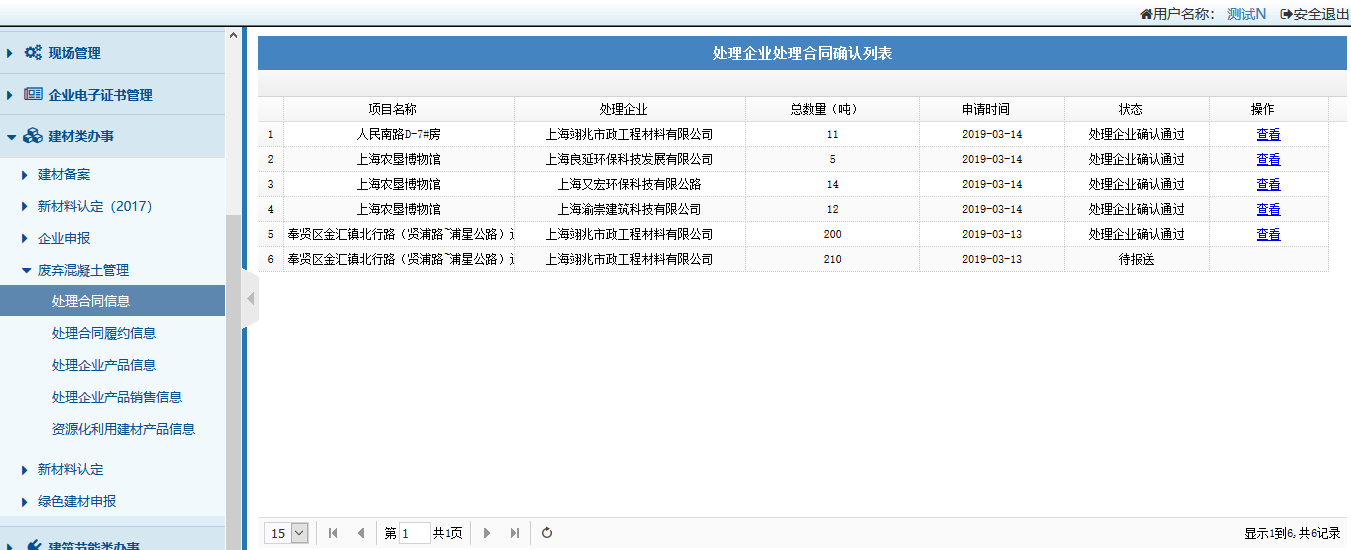 用户名称： 测试N 安全退出
现场管理
企业电子证书管理
建材类办事
建材备案
新材料认定（2017）
企业申报
废弃混凝土管理
处理合同信息
处理合同履约信息
处理企业产品信息
处理企业产品销售信息
资源化利用建材产品信息
新材料认定
绿色建材申报
建筑节能类办事
处理企业处理合同确认列表
项目名称 处理企业 总数量（吨） 申请时间 状态 操作
1 人民南路D-7#房 上海翊兆市政工程材料有限公司 11 2019-03-14 处理企业确认通过 查看
2 上海农垦博物馆 上海良延环保科技发展有限公司 5 2019-03-14 处理企业确认通过 查看
3 上海农垦博物馆 上海又宏环保科技有限公路 14 2019-03-14 处理企业确认通过 查看
4 上海农垦博物馆 上海渝崇建筑科技有限公司 12 2019-03-14 处理企业确认通过 查看
5 奉贤区金汇镇北行路（贤浦路~浦星公路） 上海翊兆市政工程材料有限公司 200 2019-03-13 处理企业确认通过 查看
6 奉贤区金汇镇北行路（贤浦路~浦星公路） 上海翊兆市政工程材料有限公司 210 2019-03-13 待报送
15 第 1 共1页 显示1到6,共6记录